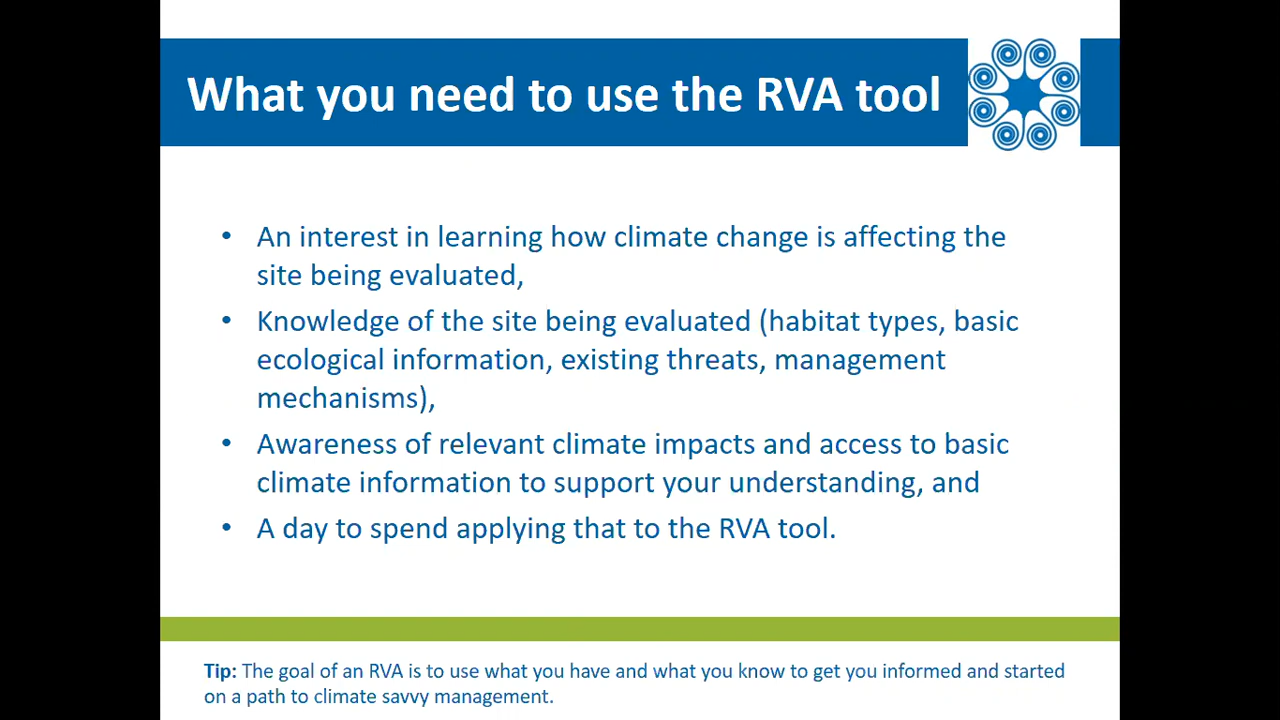 What you need to use the RVA tool
• An interest in learning how climate change is affecting the
site being evaluated,
• Knowledge of the site being evaluated (habitat types, basic
ecological information, existing threats, management
mechanisms),
• Awareness of relevant climate impacts and access to basic
climate information to support your understanding, and
• A day to spend applying that to the RVA tool.
Tip: The goal of an RVA is to use what you have and what you know to get you informed and started
on a path to climate savvy management.